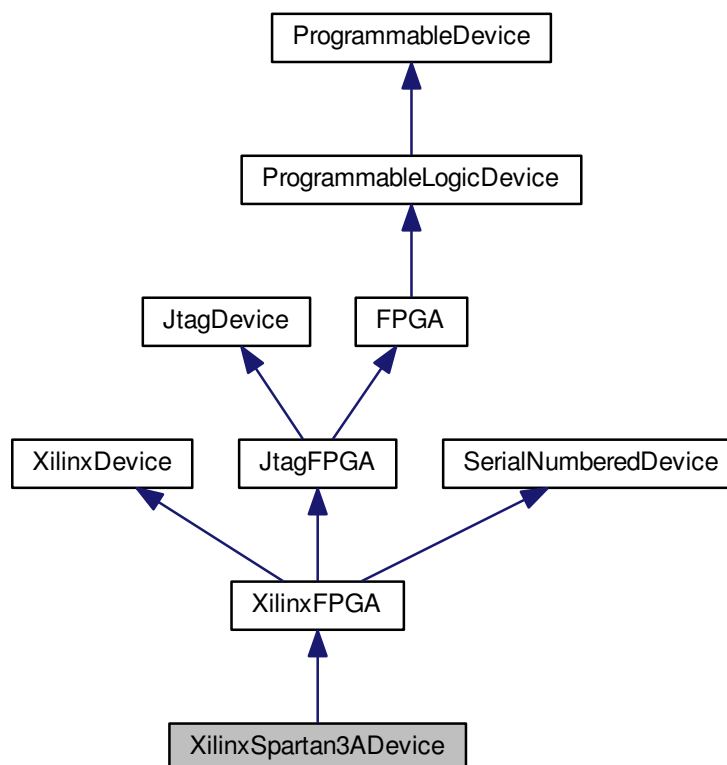 ProgrammableDevice
ProgrammableLogicDevice
JtagDevice
FPGA
XilinxDevice
JtagFPGA
SerialNumberedDevice
XilinxFPGA
XilinxSpartan3ADevice